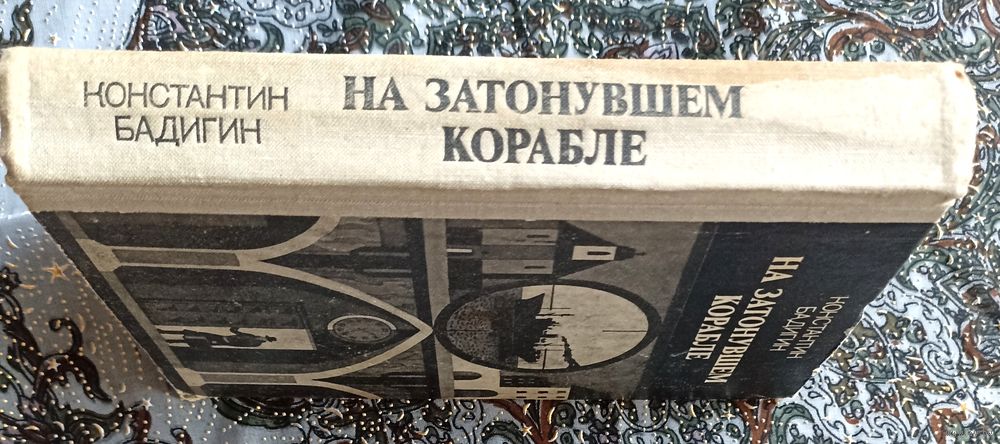 КОНСТАНТИН
БАДИГИН
НА ЗАТОНУВШЕМ
КОРАБЛЕ
КОНСТАНТИН
БАДИГИН
НА ЗАТОНУВШЕМ
КОРАБЛЕ